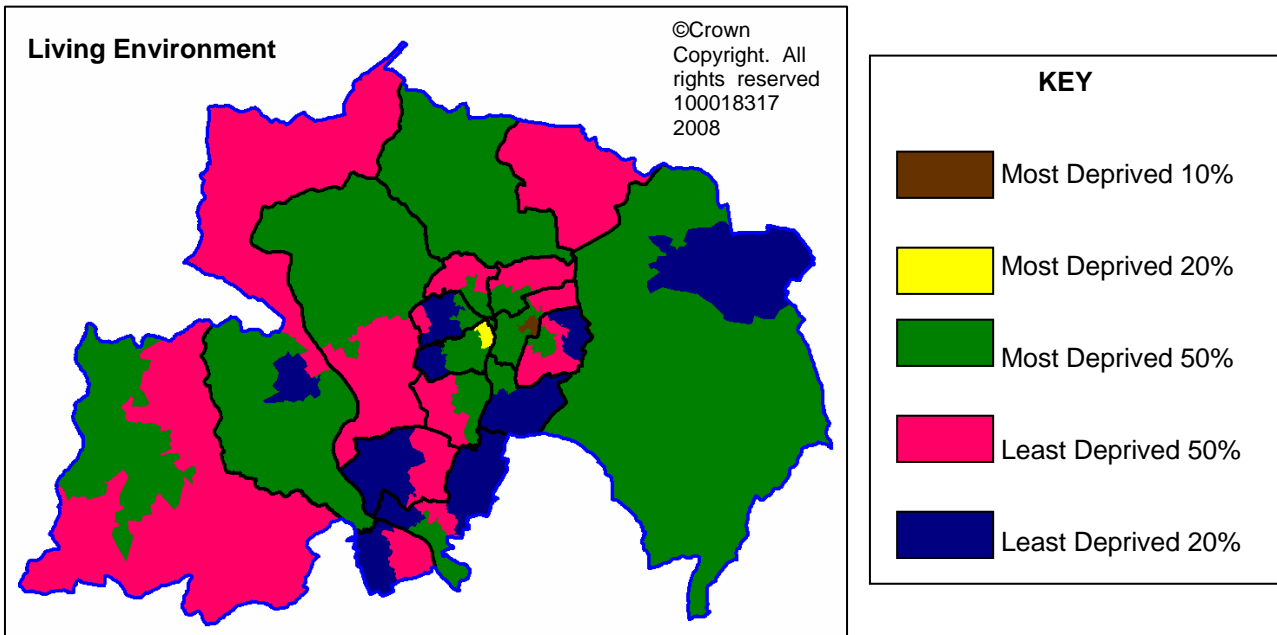 Living Environment
©Crown
Copyright. All
rights reserved
100018317
2008
KEY
Most Deprived 10%
Most Deprived 20%
Most Deprived 50%
Least Deprived 50%
Least Deprived 20%